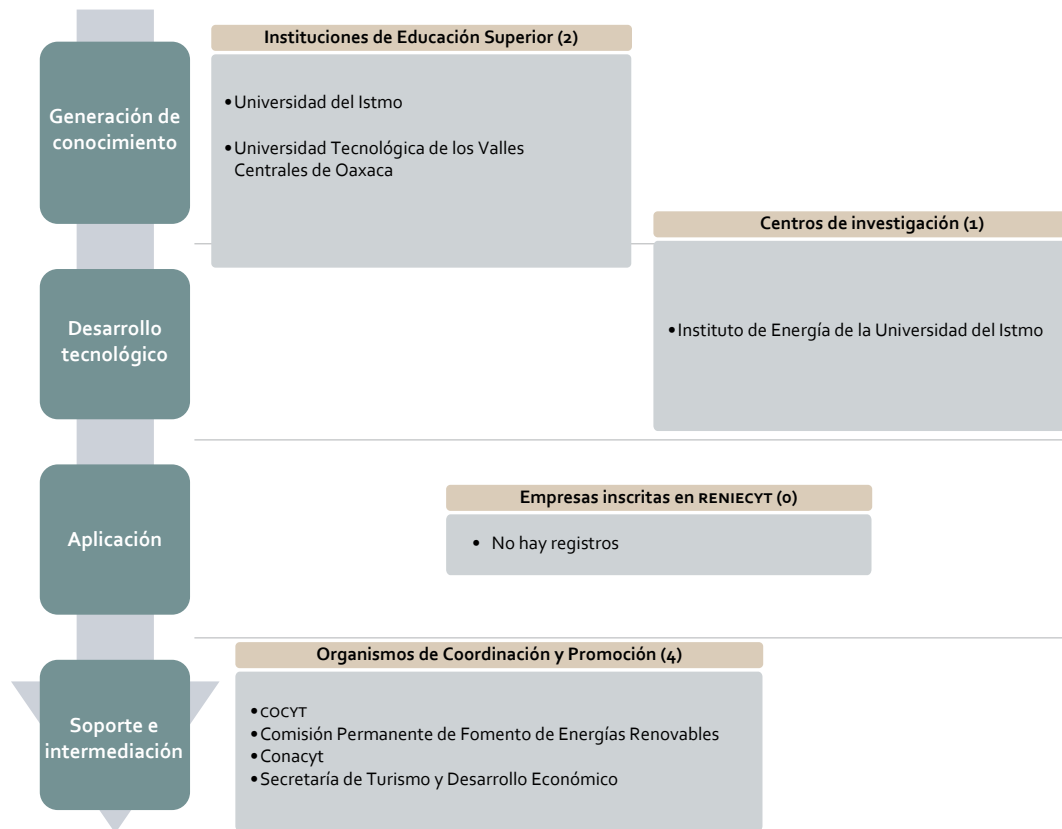 Generación de
conocimiento
Instituciones de Educación Superior (2)
•Universidad del Istmo
•Universidad Tecnológica de los Valles
Centrales de Oaxaca
Centros de investigación (1)
•Instituto de Energía de la Universidad del Istmo
Desarrollo
tecnológico
Aplicación
Empresas inscritas en RENIECYT (0)
• No hay registros
Soporte e
intermediación
Organismos de Coordinación y Promoción (4)
•COCYT
•Comisión Permanente de Fomento de Energías Renovables
•Conacyt
•Secretaría de Turismo y Desarrollo Económico